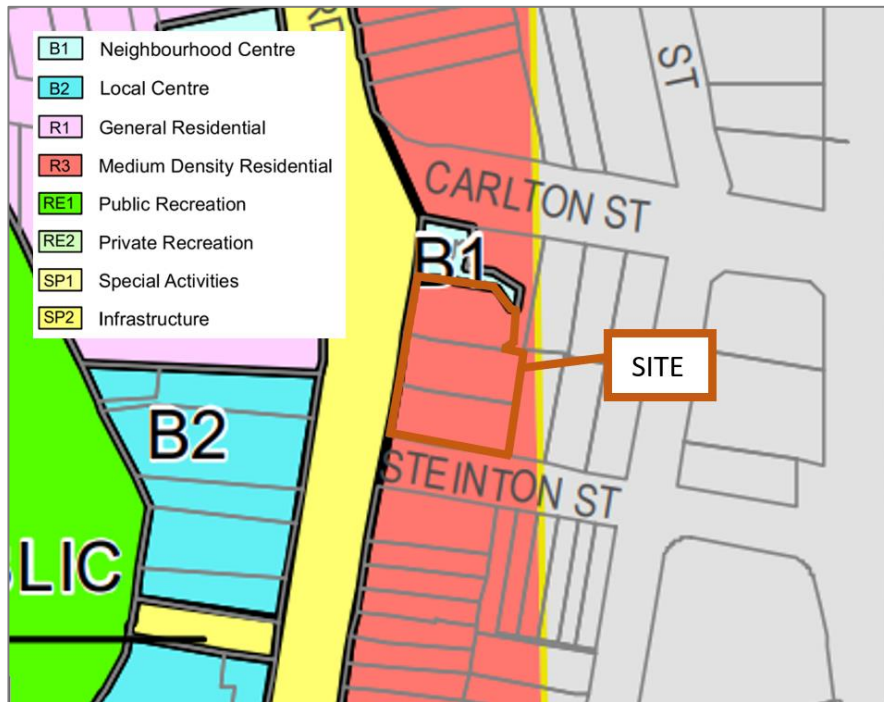 B1 Neighbourhood Centre
B2 Local Centre
R1 General Residential
R3 Medium Density Residential
RE1 Public Recreation
RE2 Private Recreation
SP1 Special Activities
SP2 Infrastructure
ST
CARLTON ST
B1
SITE
B2
STEINTON ST
LIC